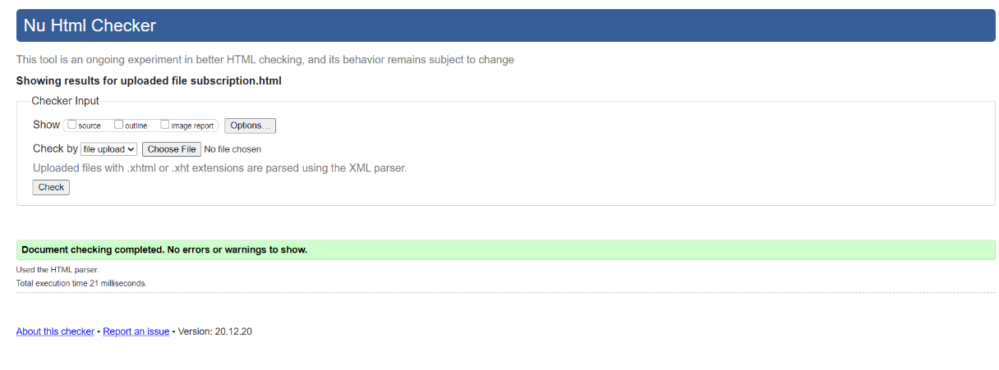 Nu Html Checker
This tool is an ongoing experiment in better HTML checking, and its behavior remains subject to change
Showing results for uploaded file subscription.html
Checker Input
Show source outline image report Options...
Check by file upload Choose File No file chosen
Uploaded files with .xhtml or .xht extensions are parsed using the XML parser.
Check
Document checking completed. No errors or warnings to show.
Used the HTML parser.
Total execution time 21 milliseconds.
About this checker • Report an issue • Version: 20.12.20